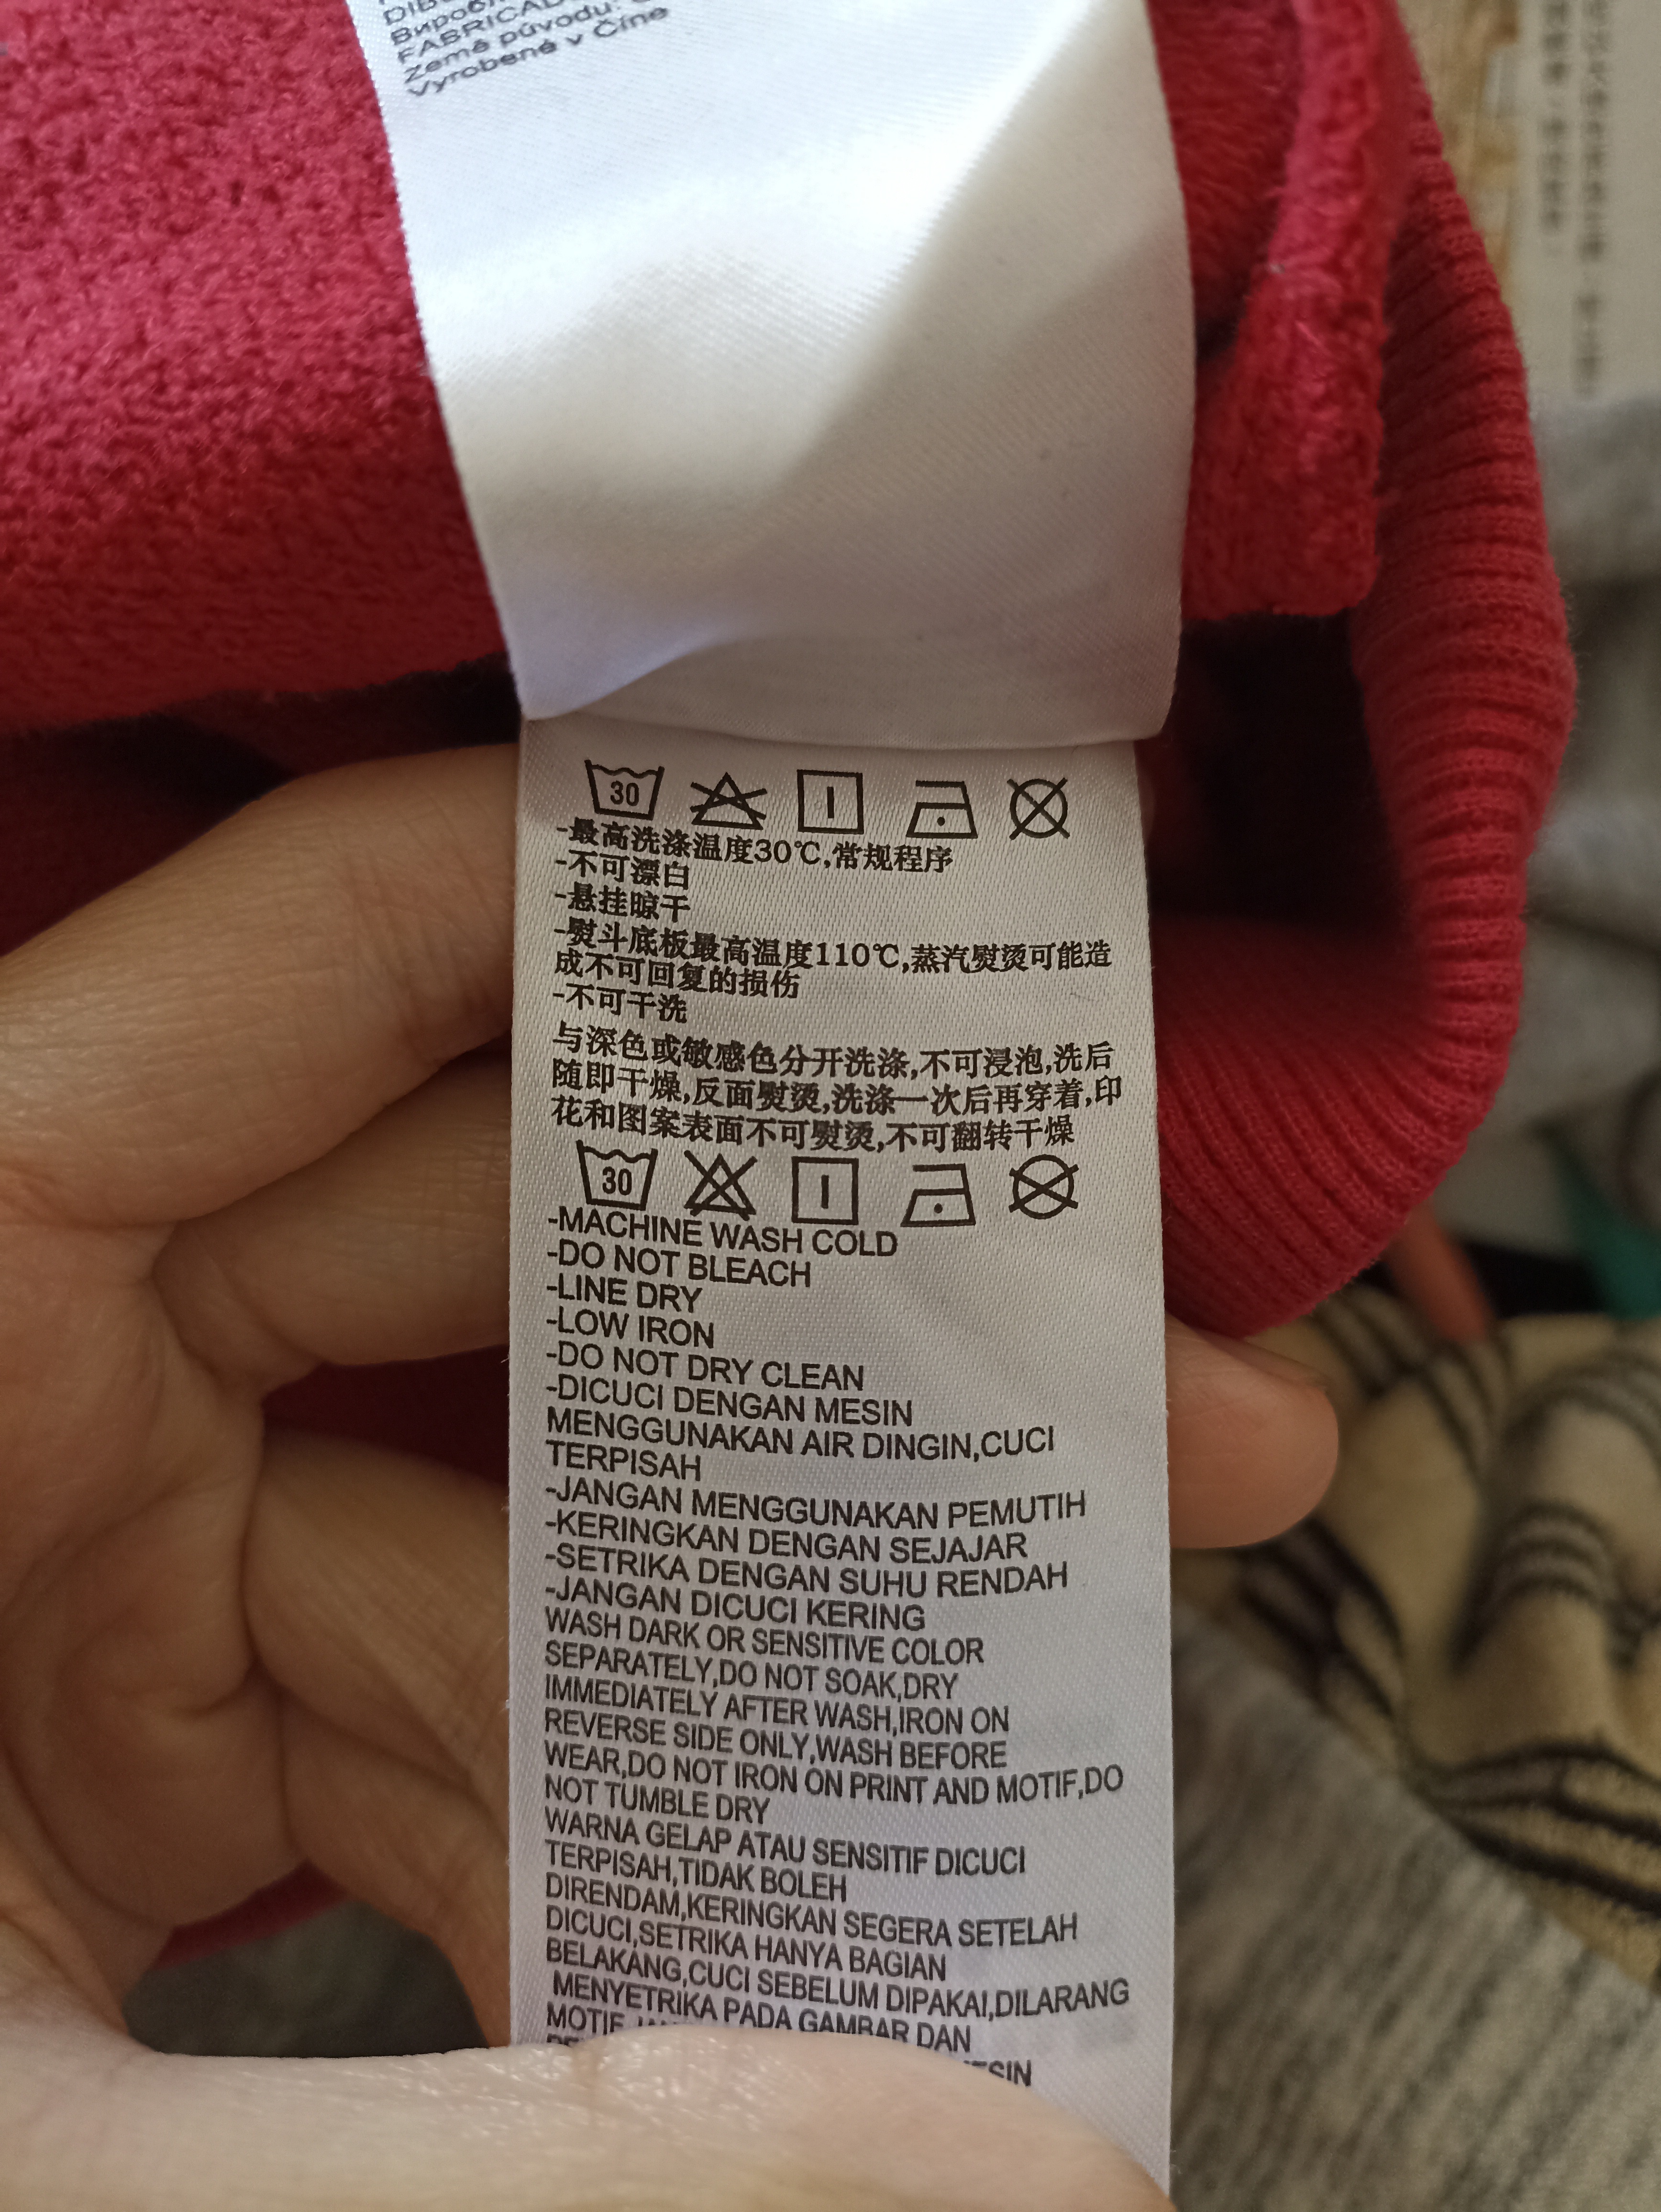 FABRICAD
Země původu:
Vyrobené v Číně
30
-最高洗涤温度30℃,常规程序
-不可漂白
-悬挂晾干
-熨斗底板最高温度110℃,蒸汽熨烫可能造
成不可回复的损伤
-不可干洗
与深色或敏感色分开洗涤,不可浸泡,洗后
随即干燥,反面熨烫,洗涤一次后再穿着,印
花和图案表面不可熨烫,不可翻转干燥
30
-MACHINE WASH COLD
-DO NOT BLEACH
-LINE DRY
-LOW IRON
-DO NOT DRY CLEAN
-DICUCI DENGAN MESIN
MENGGUNAKAN AIR DINGIN,CUCI
TERPISAH
-JANGAN MENGGUNAKAN PEMUTIH
-KERINGKAN DENGAN SEJAJAR
-SETRIKA DENGAN SUHU RENDAH
-JANGAN DICUCI KERING
WASH DARK OR SENSITIVE COLOR
SEPARATELY,DO NOT SOAK,DRY
IMMEDIATELY AFTER WASH,IRON ON
REVERSE SIDE ONLY,WASH BEFORE
WEAR,DO NOT IRON ON PRINT AND MOTIF,DO
NOT TUMBLE DRY
WARNA GELAP ATAU SENSITIF DICUCI
TERPISAH,TIDAK BOLEH
DIRENDAM,KERINGKAN SEGERA SETELAH
DICUCI,SETRIKA HANYA BAGIAN
BELAKANG,CUCI SEBELUM DIPAKAI,DILARANG
MENYETRIKA PADA GAMBAR DAN
MOTIF